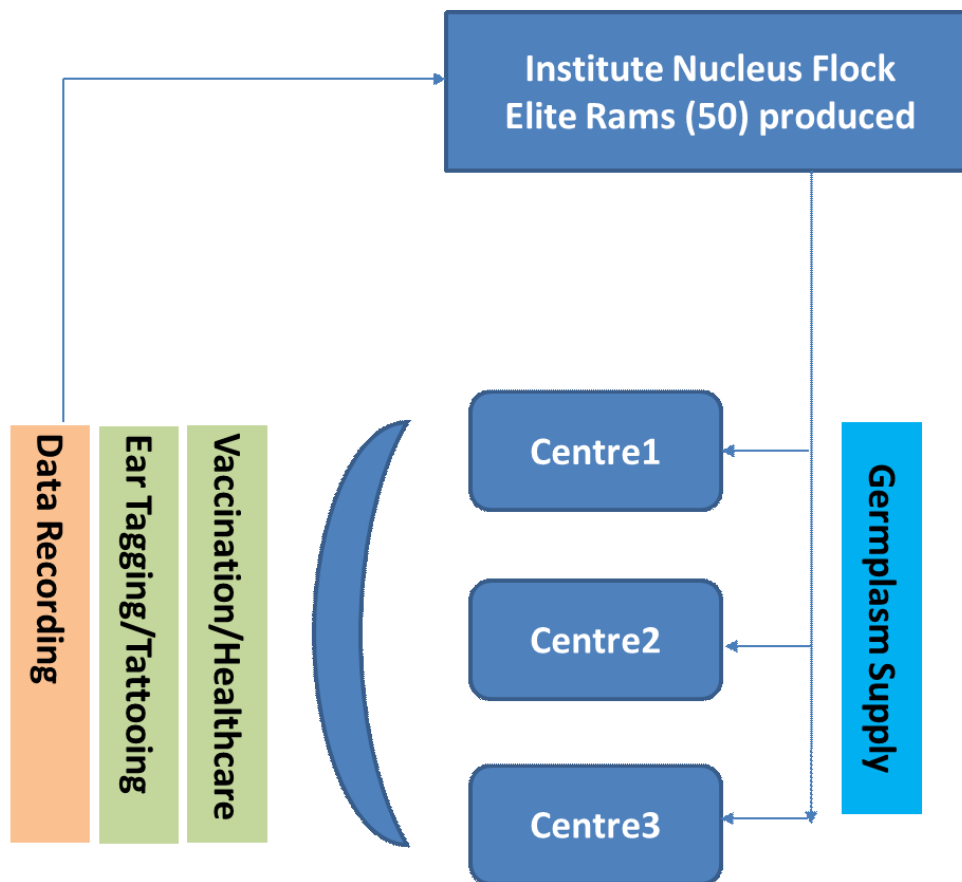 Institute Nucleus Flock
Elite Rams (50) produced
Data Recording
Ear Tagging/Tattooing
Vaccination/Healthcare
Centre1
Centre2
Centre3
Germplasm Supply